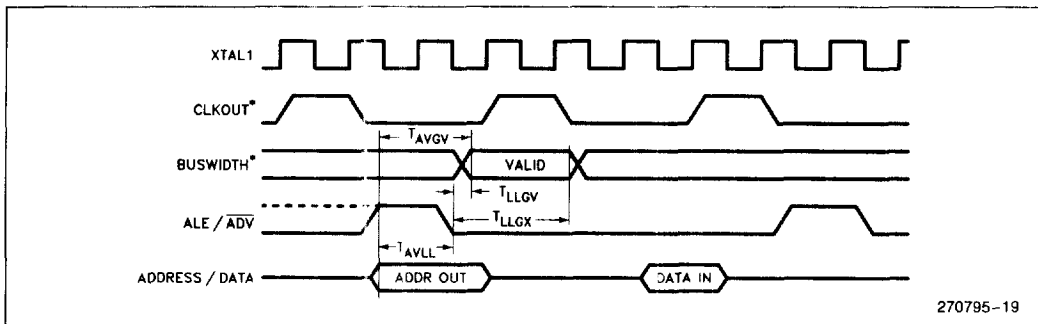 XTAL1
CLKOUT*
T_AVGV
BUSWIDTH*
VALID
T_LLGV
T_LLGX
ALE / ADV
T_AVLL
ADDRESS / DATA
ADDR OUT
DATA IN
270795-19